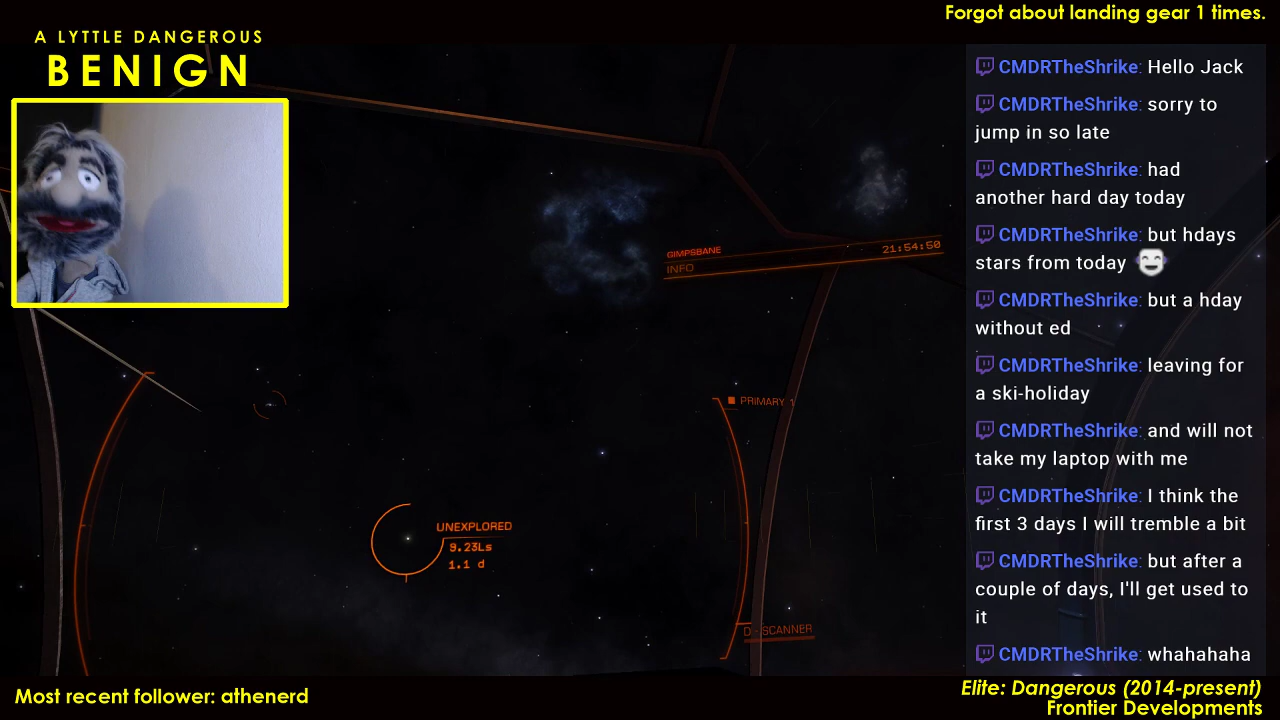 Forgot about landing gear 1 times.
A LYTTLE DANGEROUS
BENIGN
GIMPSBANE
21:54:50
INFO
PRIMARY 1
UNEXPLORED
9.23Ls
1.1 d
D-SCANNER
CMDRTheShrike: Hello Jack
CMDRTheShrike: sorry to
jump in so late
CMDRTheShrike: had
another hard day today
CMDRTheShrike: but hdays
stars from today
CMDRTheShrike: but a hday
without ed
CMDRTheShrike: leaving for
a ski-holiday
CMDRTheShrike: and will not
take my laptop with me
CMDRTheShrike: I think the
first 3 days I will tremble a bit
CMDRTheShrike: but after a
couple of days, I'll get used to
it
CMDRTheShrike: whahahaha
Most recent follower: athenerd
Elite: Dangerous (2014-present)
Frontier Developments